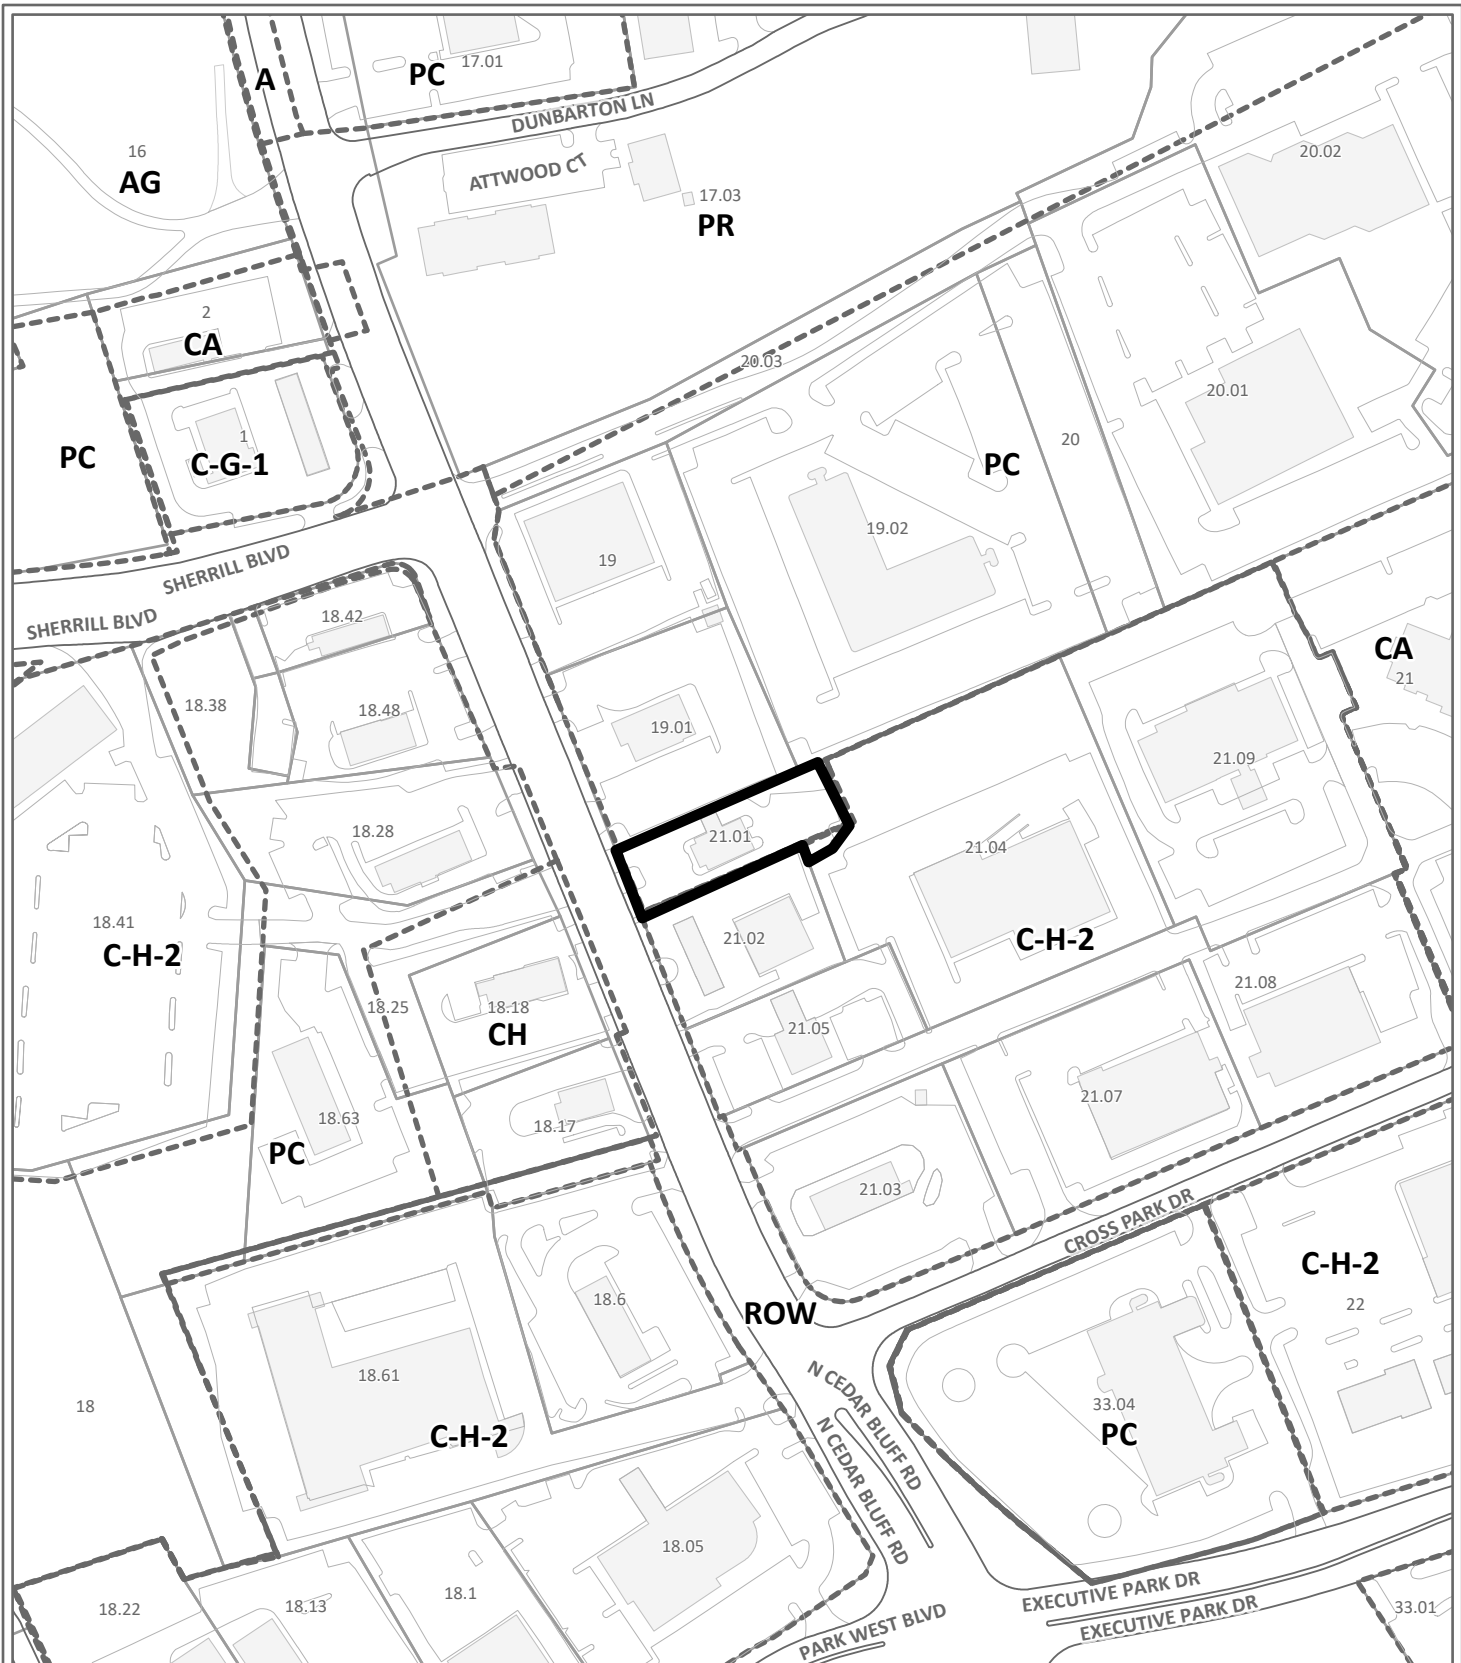 A
PC
17.01
DUNBARTON LN
16
AG
ATTWOOD CT
17.03
PR
20.02
2
CA
20.03
20.01
1
C-G-1
PC
20
PC
19.02
SHERRILL BLVD
19
SHERRILL BLVD
18.42
CA
21
18.38
18.48
19.01
21.09
18.28
21.01
21.04
18.41
C-H-2
21.02
C-H-2
21.08
18.25
18.18
CH
21.05
21.07
18.63
PC
18.17
21.03
CROSS PARK DR
C-H-2
22
18.6
ROW
18.61
N CEDAR BLUFF RD
33.04
PC
18
C-H-2
N CEDAR BLUFF RD
18.05
18.1
18.22
18.13
EXECUTIVE PARK DR
EXECUTIVE PARK DR
33.01
PARK WEST BLVD